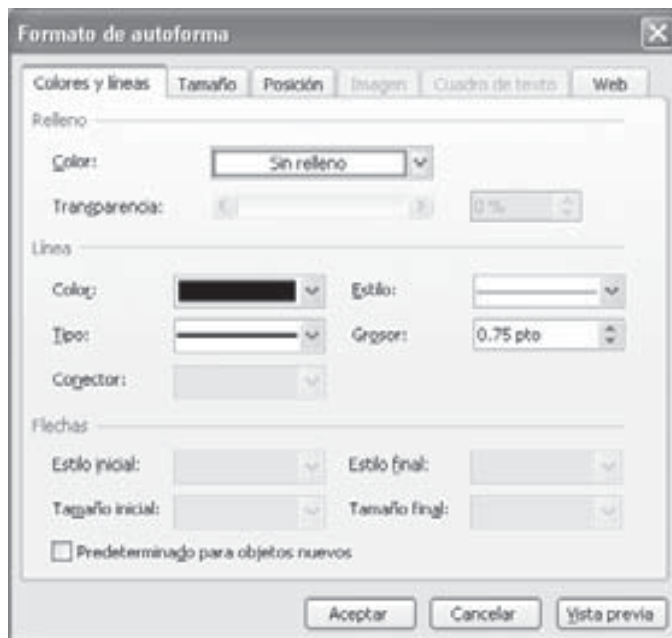 Formato de autoforma
Colores y líneas Tamaño Posición Imagen Cuadro de texto Web
Relleno
Color: Sin relleno
Transparencia: 0 %
Línea
Color: Estilo:
Tipo: Grosor: 0.75 pto
Conector:
Flechas
Estilo inicial: Estilo final:
Tamaño inicial: Tamaño final:
Predeterminado para objetos nuevos
Aceptar Cancelar Vista previa